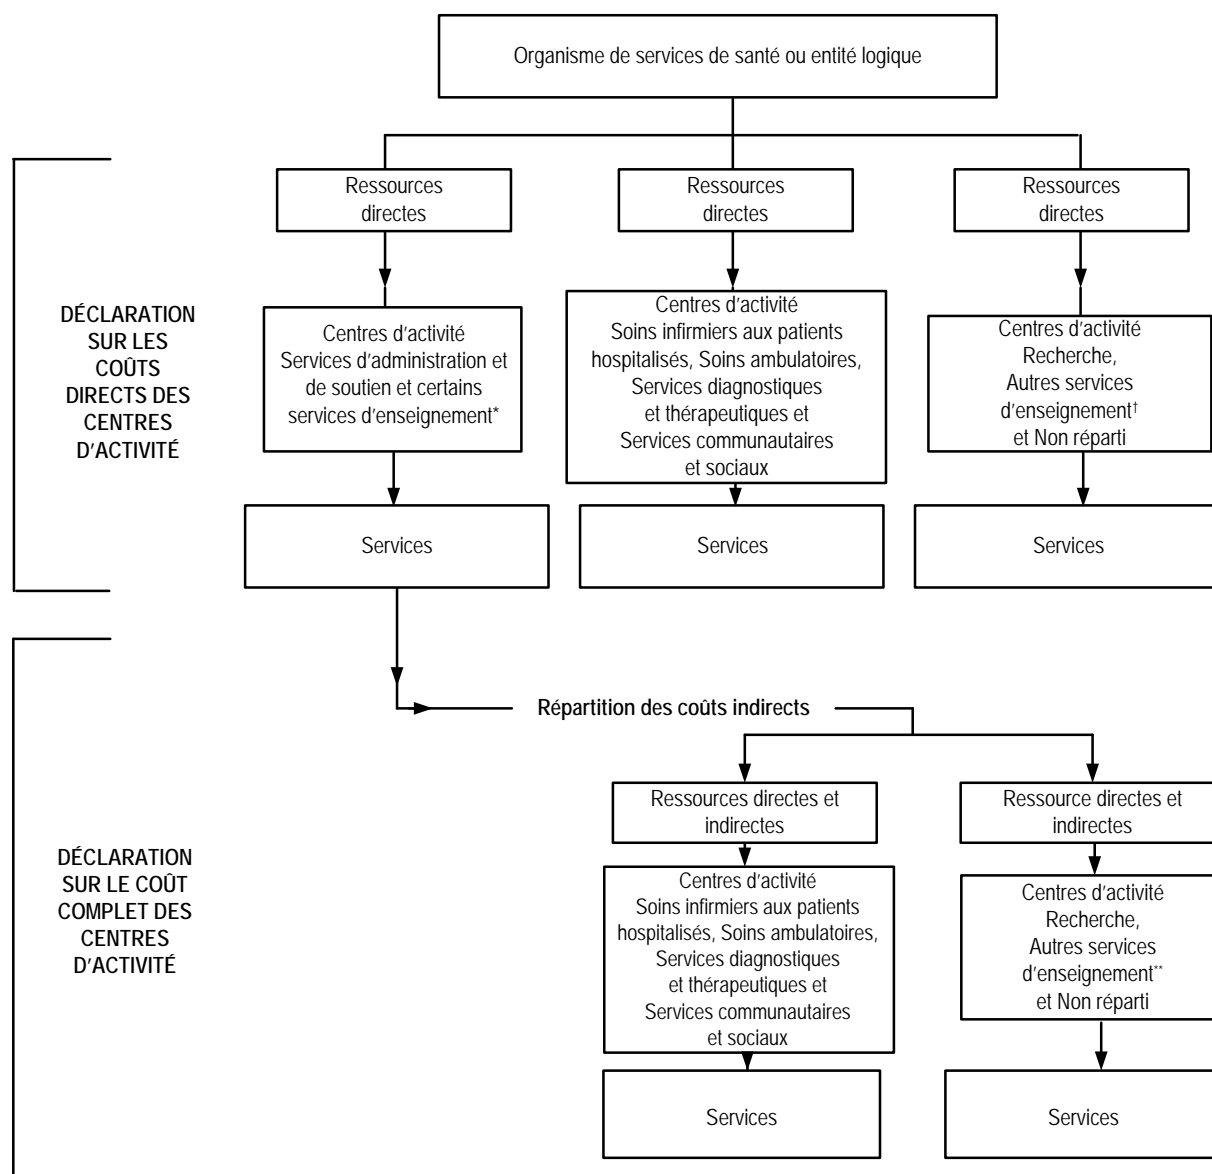 Organisme de services de santé ou entité logique
Ressources
directes
Ressources
directes
Ressources
directes
DÉCLARATION
SUR LES
COÛTS
DIRECTS DES
CENTRES
D'ACTIVITÉ
Centres d'activité
Services d'administration et
de soutien et certains
services d'enseignement*
Centres d'activité
Soins infirmiers aux patients
hospitalisés, Soins ambulatoires,
Services diagnostiques
et thérapeutiques et
Services communautaires
et sociaux
Centres d'activité
Recherche,
Autres services
d'enseignement†
et Non réparti
Services
Services
Services
Répartition des coûts indirects
DÉCLARATION
SUR LE COÛT
COMPLET DES
CENTRES
D'ACTIVITÉ
Ressources directes et
indirectes
Ressource directes et
indirectes
Centres d'activité
Soins infirmiers aux patients
hospitalisés, Soins ambulatoires,
Services diagnostiques
et thérapeutiques et
Services communautaires
et sociaux
Centres d'activité
Recherche,
Autres services
d'enseignement**
et Non réparti
Services
Services